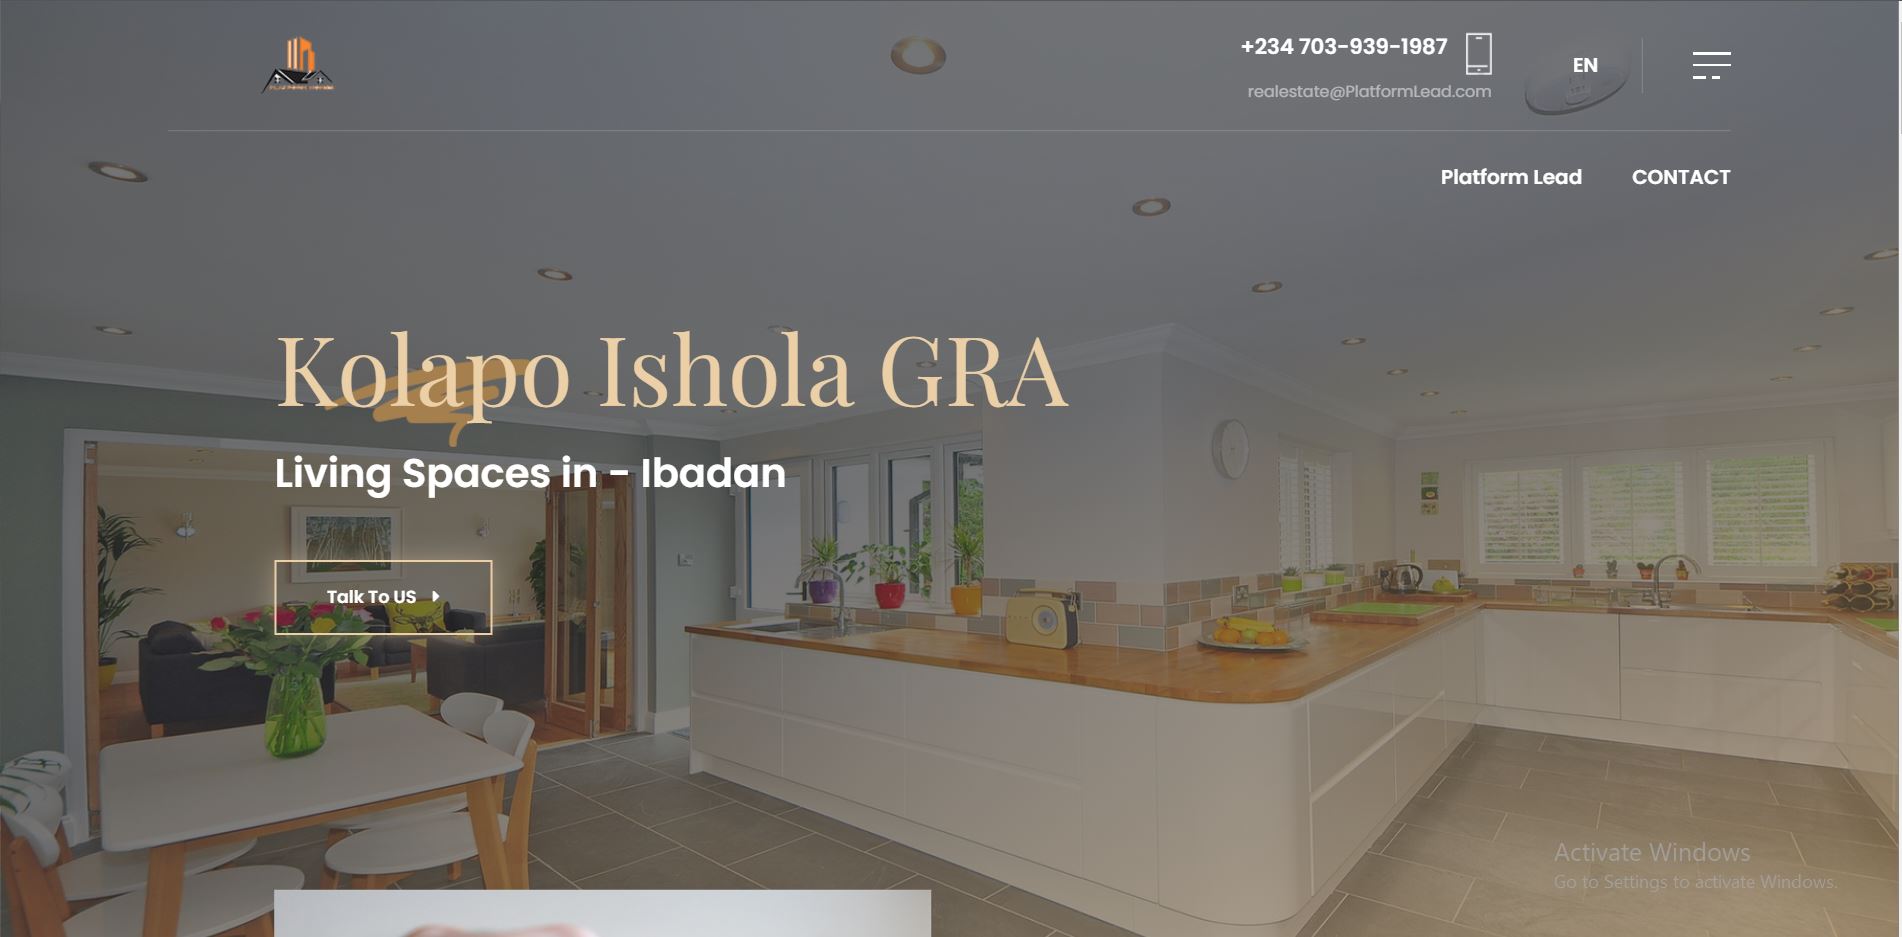 +234 703-939-1987
realestate@PlatformLead.com
EN
Platform Lead
CONTACT
Kolapo Ishola GRA
Living Spaces in - Ibadan
Talk To US
Activate Windows
Go to Settings to activate Windows.